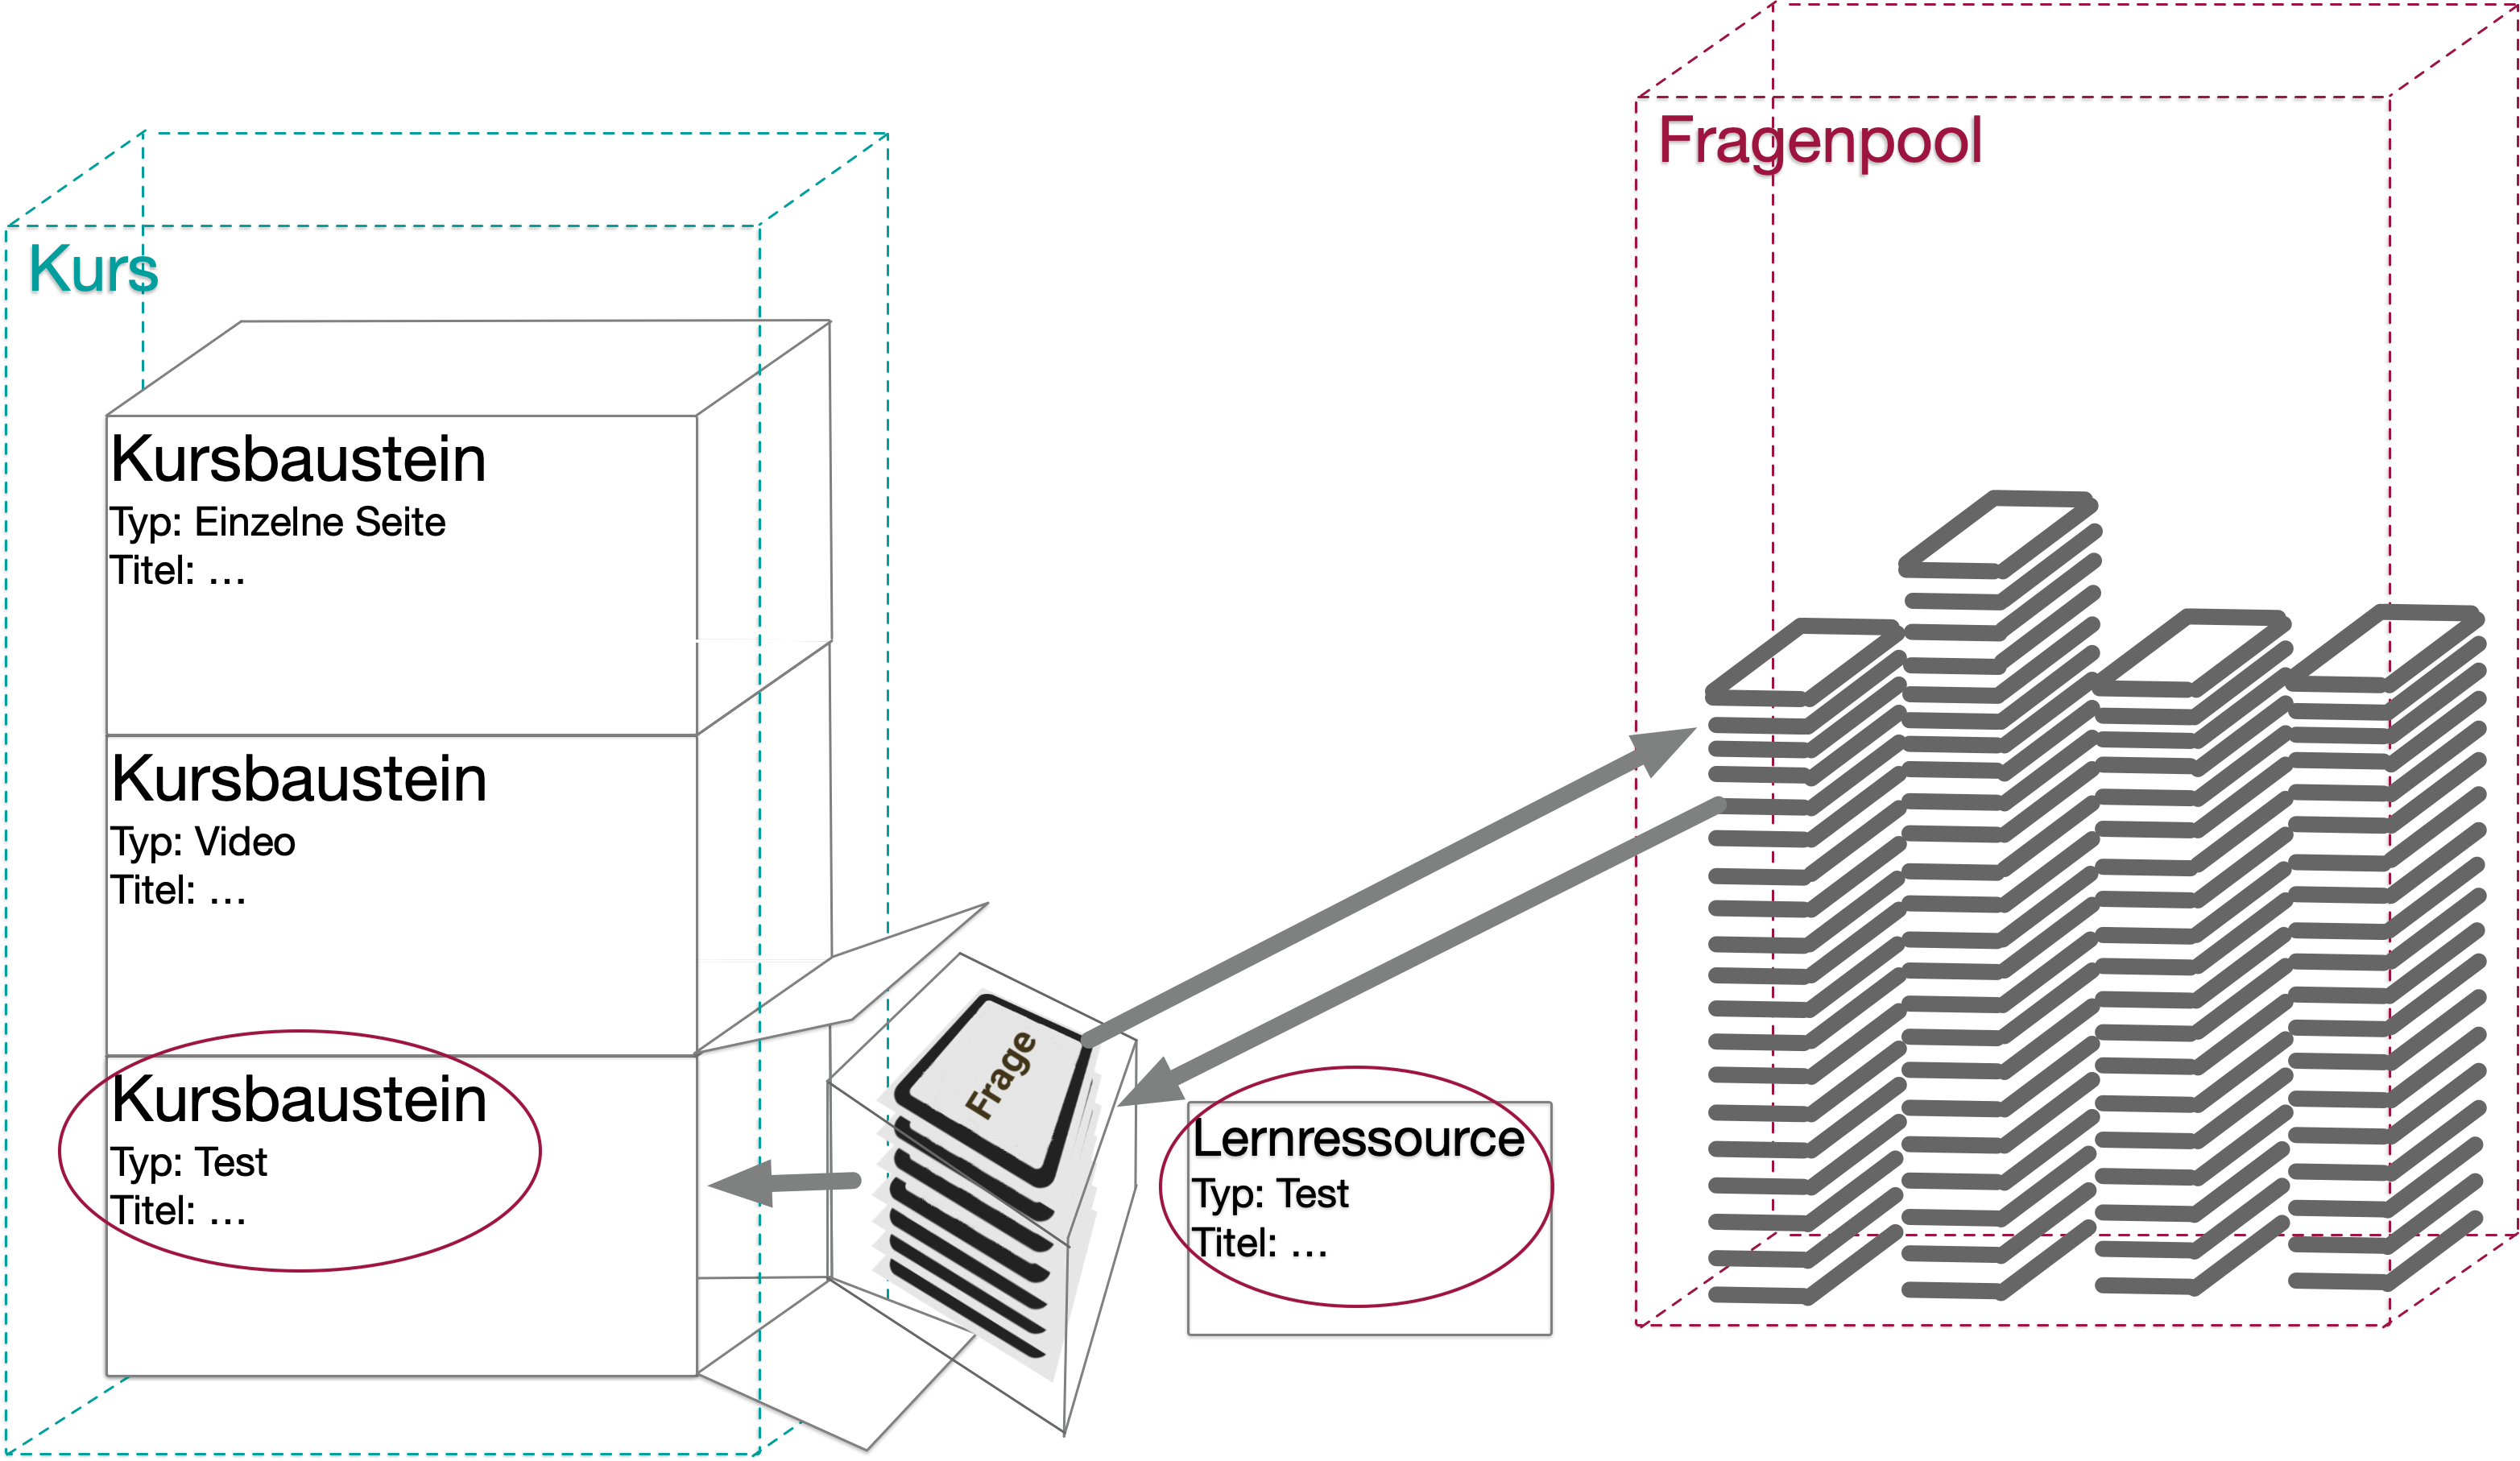 Fragenpool
Kurs
Kursbaustein
Typ: Einzelne Seite
Titel: ...
Kursbaustein
Typ: Video
Titel: ...
Kursbaustein
Typ: Test
Titel: ...
Frage
Lernressource
Typ: Test
Titel: ...